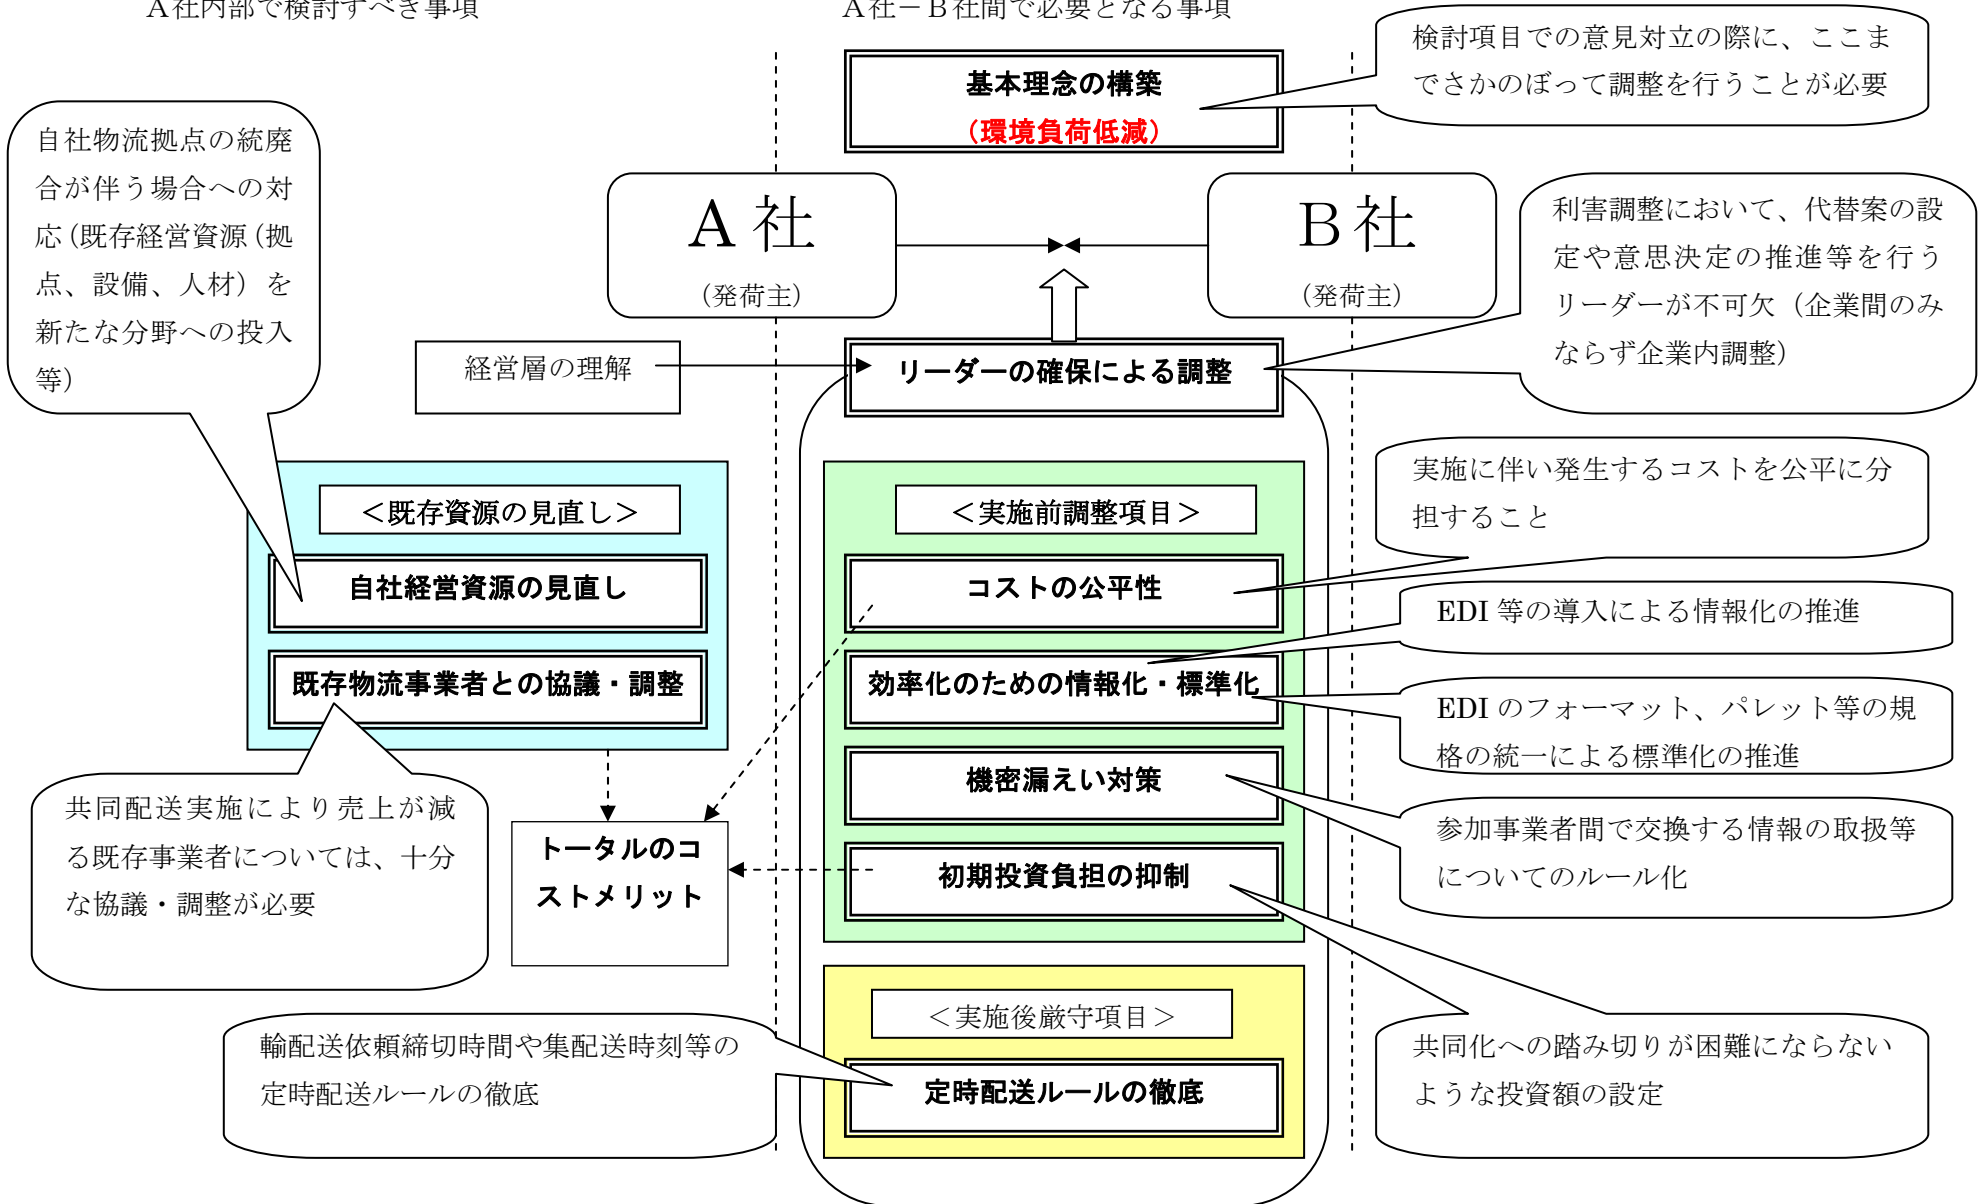 A社内部で検討すべき事項
A社－B社間で必要となる事項
検討項目での意見対立の際に、ここま
でさかのぼって調整を行うことが必要
基本理念の構築
（環境負荷低減）
自社物流拠点の統廃
合が伴う場合への対
応（既存経営資源（拠
点、設備、人材）を
新たな分野への投入
等）
A社
（発荷主）
B社
（発荷主）
利害調整において、代替案の設
定や意思決定の推進等を行う
リーダーが不可欠（企業間のみ
ならず企業内調整）
経営層の理解
リーダーの確保による調整
＜既存資源の見直し＞
自社経営資源の見直し
既存物流事業者との協議・調整
＜実施前調整項目＞
コストの公平性
効率化のための情報化・標準化
機密漏えい対策
初期投資負担の抑制
実施に伴い発生するコストを公平に分
担すること
EDI 等の導入による情報化の推進
EDI のフォーマット、パレット等の規
格の統一による標準化の推進
参加事業者間で交換する情報の取扱等
についてのルール化
共同配送実施により売上が減
る既存事業者については、十分
な協議・調整が必要
トータルのコ
ストメリット
＜実施後厳守項目＞
定時配送ルールの徹底
輸配送依頼締切時間や集配送時刻等の
定時配送ルールの徹底
共同化への踏み切りが困難にならない
ような投資額の設定